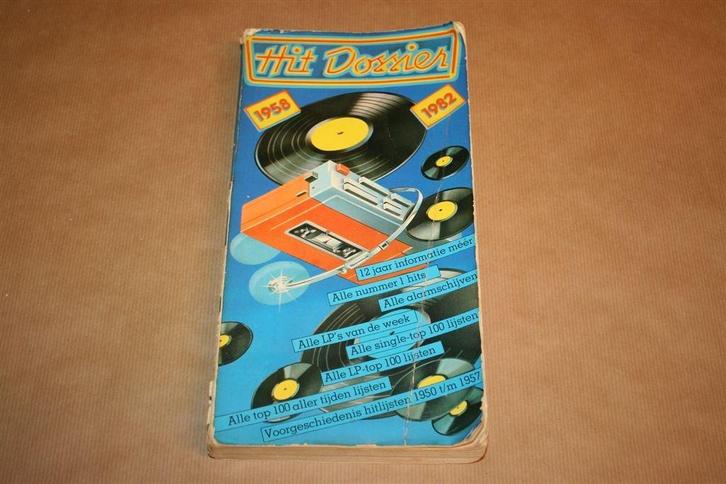 Hit Dossier
1958
1982
12 jaar informatie méér
Alle nummer 1 hits
Alle alarmschijven
Alle LP's van de week
Alle single-top 100 lijsten
Alle LP-top 100 lijsten
Alle top 100 aller tijden lijsten
Voorgeschiedenis hitlijsten 1950 t/m 1957